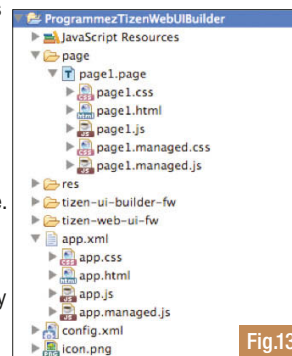 s
ProgrammezTizenWebUIBuilder
JavaScript Resources
page
page1.page
page1.css
page1.html
page1.js
page1.managed.css
page1.managed.js
res
e.
tizen-ui-builder-fw
tizen-web-ui-fw
app.xml
app.css
app.html
y
app.js
app.managed.js
config.xml
icon.png
Fig.13